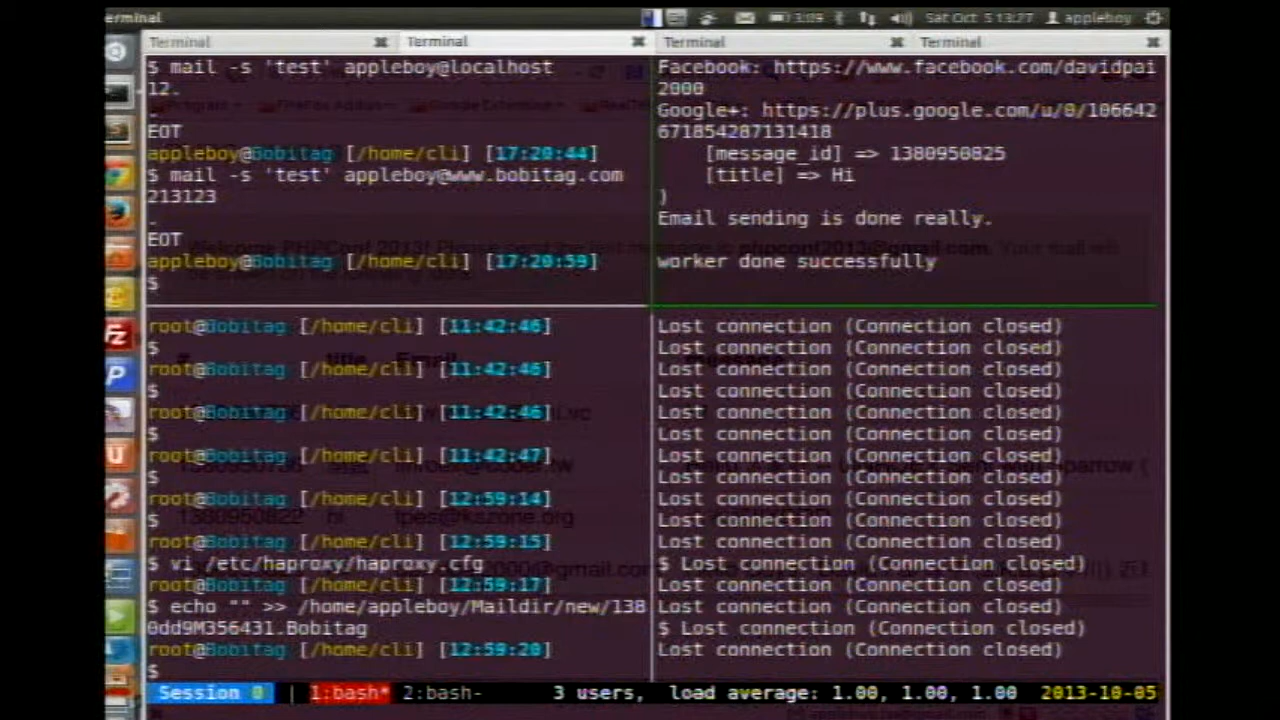 erminal
3:09
Sat Oct 5 13:27
appleboy
Terminal
Terminal
Terminal
Terminal
$ mail -s 'test' appleboy@localhost
12.
.
EOT
appleboy@Bobitag [/home/cli] [17:20:44]
$ mail -s 'test' appleboy@www.bobitag.com
213123
.
EOT
appleboy@Bobitag [/home/cli] [17:20:59]
$
Facebook: https://www.facebook.com/davidpai
2000
Google+: https://plus.google.com/u/0/106642
671854287131418
[message_id] => 1380950825
[title] => Hi
)
Email sending is done really.
worker done successfully
root@Bobitag [/home/cli] [11:42:46]
$
root@Bobitag [/home/cli] [11:42:46]
$
root@Bobitag [/home/cli] [11:42:46]
$
root@Bobitag [/home/cli] [11:42:47]
$
root@Bobitag [/home/cli] [12:59:14]
$
root@Bobitag [/home/cli] [12:59:15]
$ vi /etc/haproxy/haproxy.cfg
root@Bobitag [/home/cli] [12:59:17]
$ echo "" >> /home/appleboy/Maildir/new/138
0dd9M356431.Bobitag
root@Bobitag [/home/cli] [12:59:20]
$
Lost connection (Connection closed)
Lost connection (Connection closed)
Lost connection (Connection closed)
Lost connection (Connection closed)
Lost connection (Connection closed)
Lost connection (Connection closed)
Lost connection (Connection closed)
Lost connection (Connection closed)
Lost connection (Connection closed)
Lost connection (Connection closed)
Lost connection (Connection closed)
$ Lost connection (Connection closed)
Lost connection (Connection closed)
Lost connection (Connection closed)
$ Lost connection (Connection closed)
Lost connection (Connection closed)
Session 0 | 1:bash* 2:bash- 3 users, load average: 1.00, 1.00, 1.00 2013-10-05